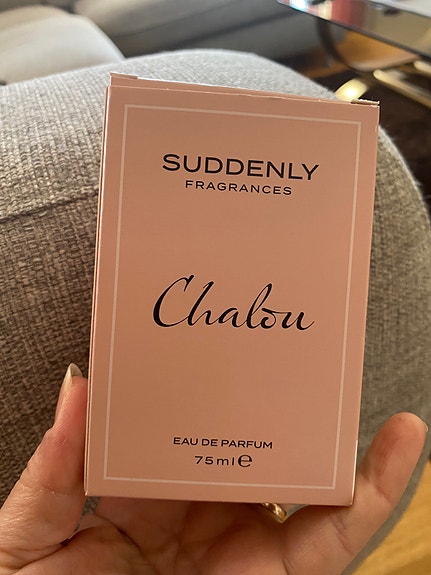 SUDDENLY
FRAGRANCES
Chalou
EAU DE PARFUM
75ml ℮